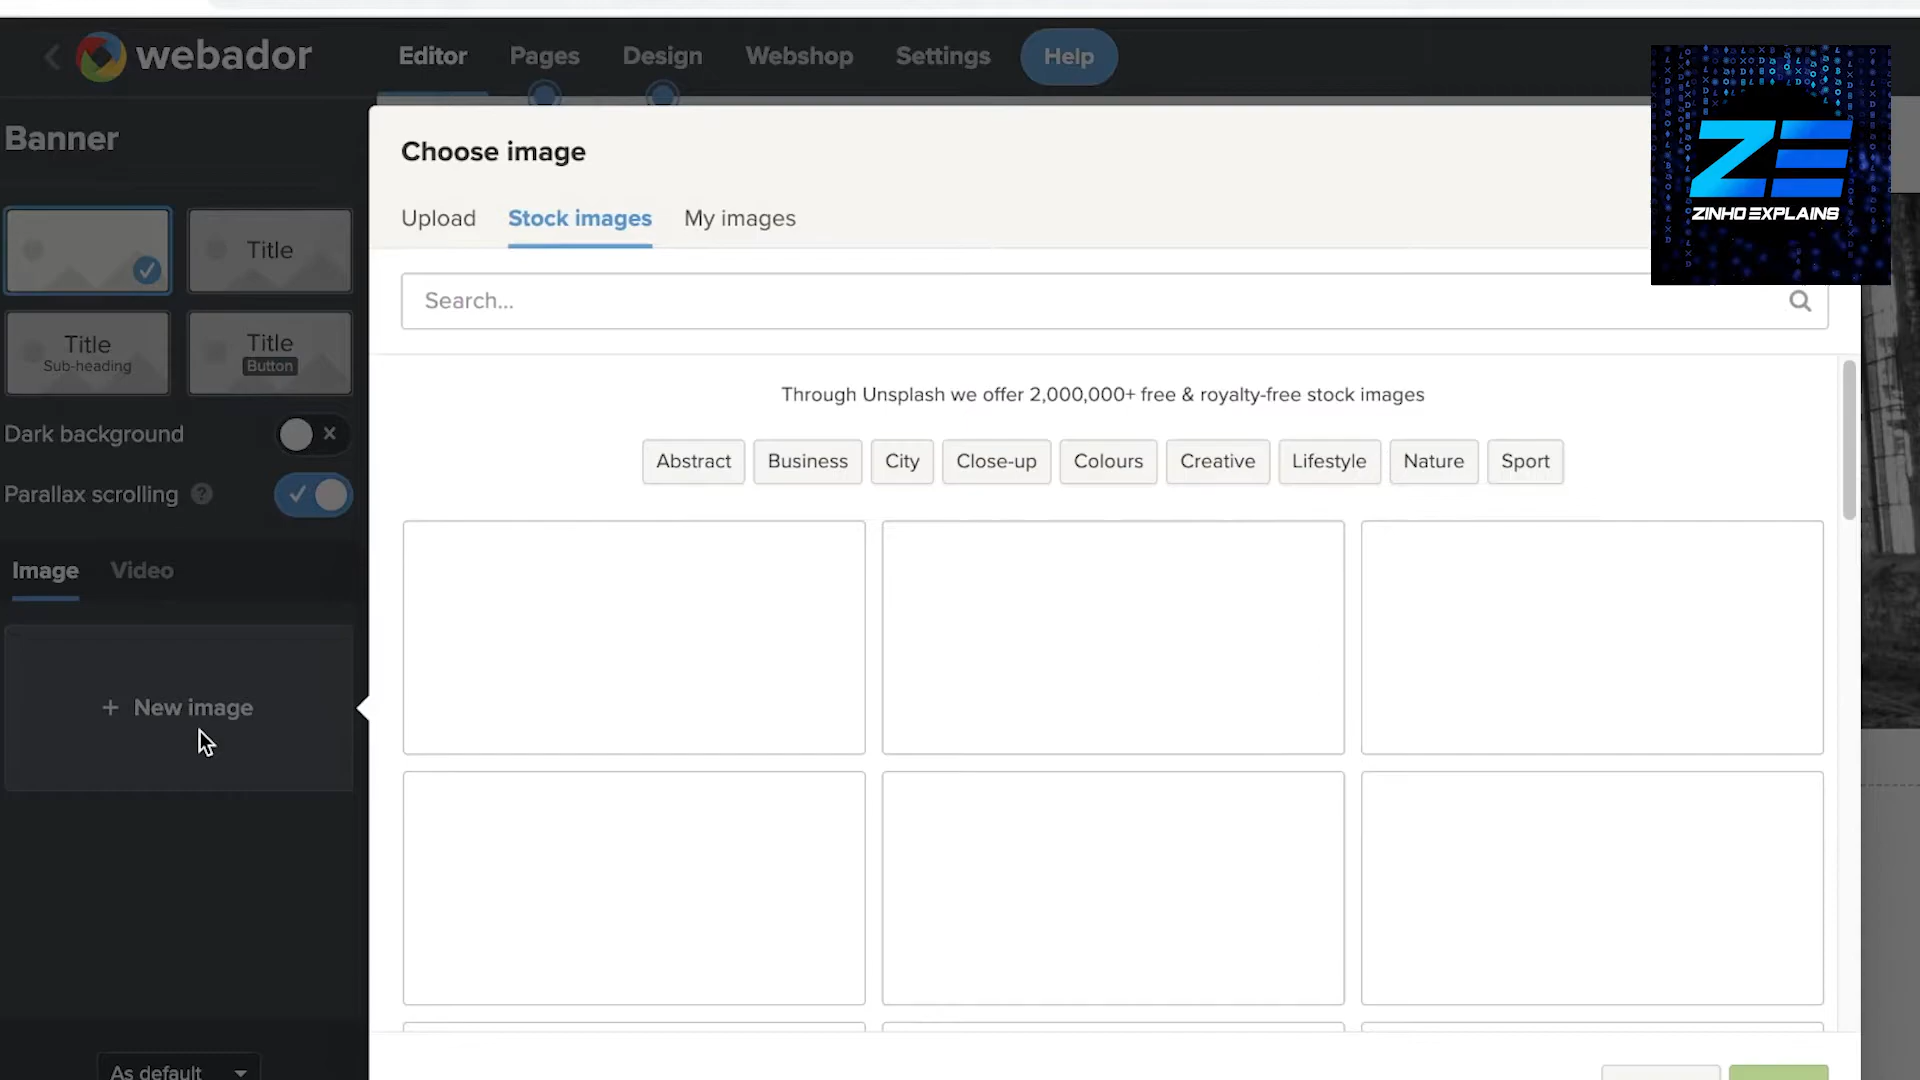 webador
Editor
Pages
Design
Webshop
Settings
Help
ZE
ZINHO EXPLAINS
Banner
Title
Title
Sub-heading
Title
Button
Dark background
Parallax scrolling
Image
Video
+ New image
As default
Choose image
Upload
Stock images
My images
Search...
Through Unsplash we offer 2,000,000+ free & royalty-free stock images
Abstract
Business
City
Close-up
Colours
Creative
Lifestyle
Nature
Sport